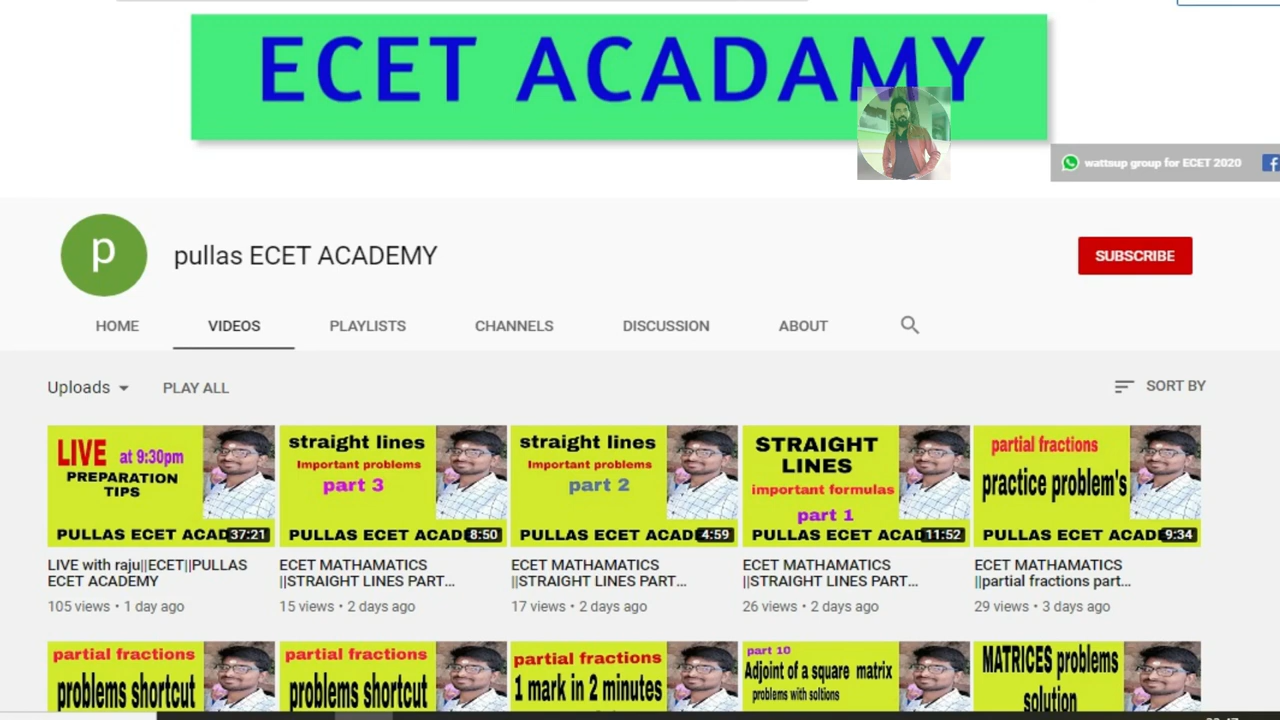 ECET ACADAMY
wattsup group for ECET 2020
p
pullas ECET ACADEMY
SUBSCRIBE
HOME VIDEOS PLAYLISTS CHANNELS DISCUSSION ABOUT
Uploads PLAY ALL SORT BY
LIVE at 9:30pm
PREPARATION
TIPS
PULLAS ECET ACAD 37:21
LIVE with raju||ECET||PULLAS
ECET ACADEMY
105 views • 1 day ago
straight lines
Important problems
part 3
PULLAS ECET ACAD 8:50
ECET MATHAMATICS
||STRAIGHT LINES PART...
15 views • 2 days ago
straight lines
Important problems
part 2
PULLAS ECET ACAD 4:59
ECET MATHAMATICS
||STRAIGHT LINES PART...
17 views • 2 days ago
STRAIGHT
LINES
important formulas
part 1
PULLAS ECET ACAD 11:52
ECET MATHAMATICS
||STRAIGHT LINES PART...
26 views • 2 days ago
partial fractions
practice problem's
PULLAS ECET ACAD 9:34
ECET MATHAMATICS
||partial fractions part...
29 views • 3 days ago
partial fractions
problems shortcut
partial fractions
problems shortcut
partial fractions
1 mark in 2 minutes
part 10
Adjoint of a square matrix
problems with soltions
MATRICES problems
solution